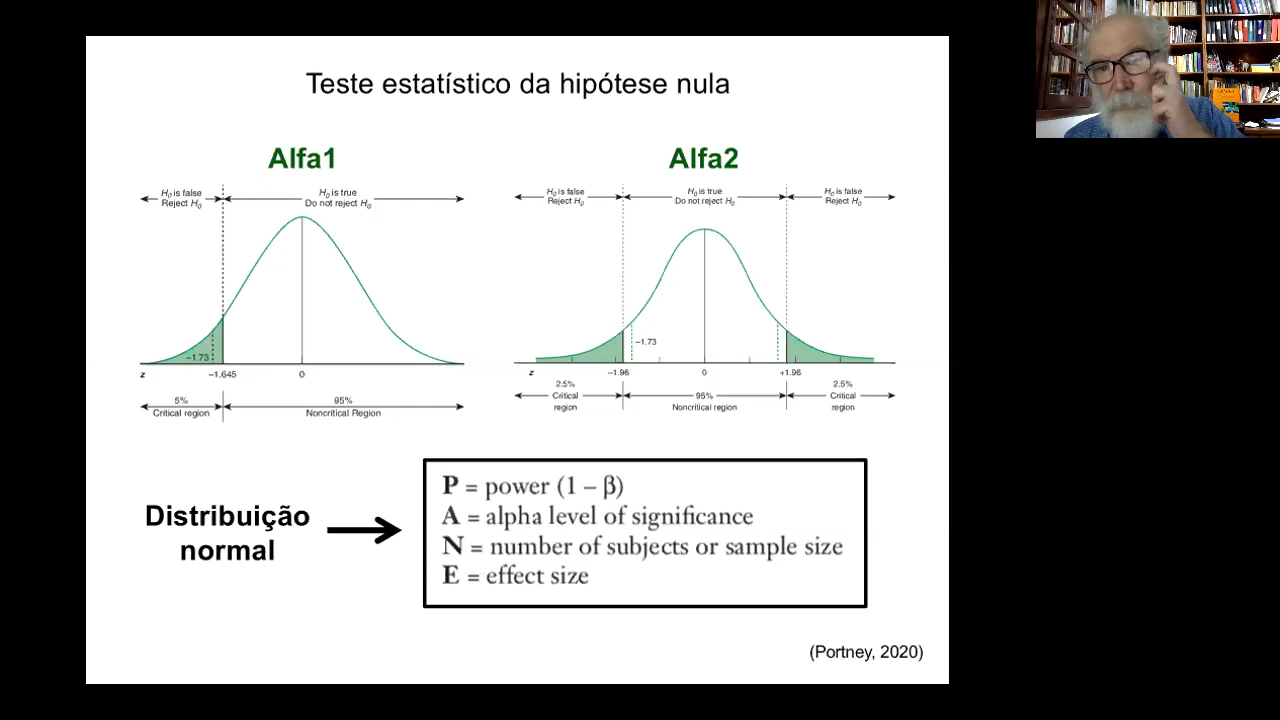 Teste estatístico da hipótese nula
Alfa1
H₀ is false
Reject H₀
H₀ is true
Do not reject H₀
−1.73
z
−1.645
0
5%
Critical region
95%
Noncritical Region
Alfa2
H₀ is false
Reject H₀
H₀ is true
Do not reject H₀
H₀ is false
Reject H₀
−1.73
z
−1.96
0
+1.96
2.5%
Critical
region
95%
Noncritical region
2.5%
Critical
region
Distribuição
normal
P = power (1 – β)
A = alpha level of significance
N = number of subjects or sample size
E = effect size
(Portney, 2020)